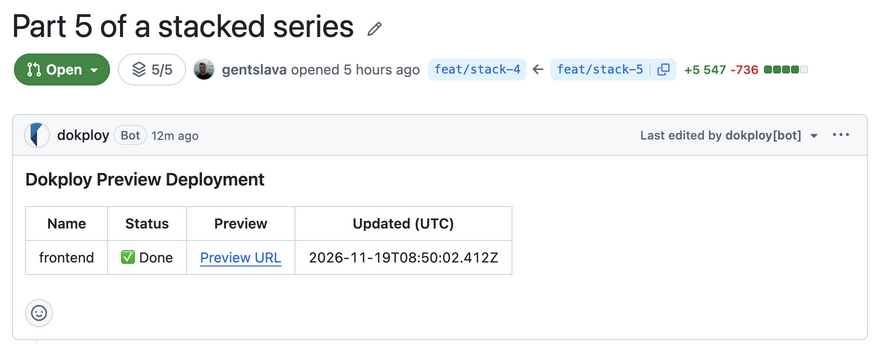 Part 5 of a stacked series
Open 5/5 gentslava opened 5 hours ago feat/stack-4 ← feat/stack-5 +5 547 -736
dokploy Bot 12m ago Last edited by dokploy[bot]
Dokploy Preview Deployment
Name Status Preview Updated (UTC)
frontend ✅ Done Preview URL 2026-11-19T08:50:02.412Z